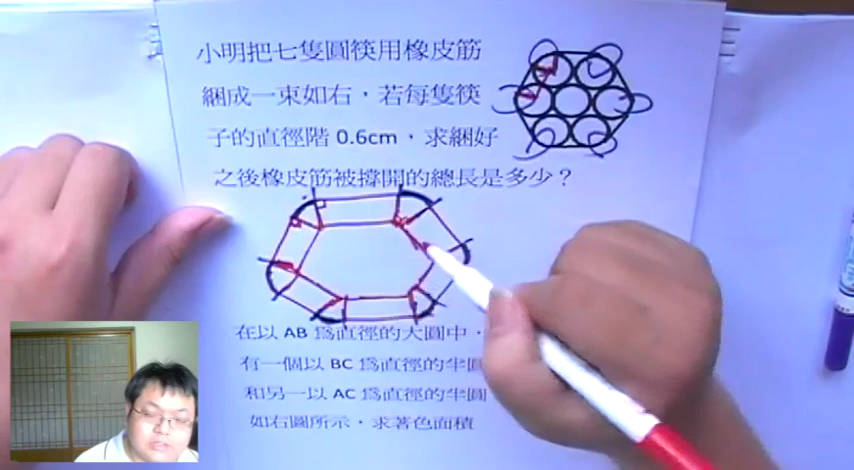 小明把七隻圓筷用橡皮筋
綑成一束如右，若每隻筷
子的直徑階 0.6cm，求綑好
之後橡皮筋被撐開的總長是多少？
在以 AB 為直徑的大圓中，
有一個以 BC 為直徑的半圓
和另一以 AC 為直徑的半圓
如右圖所示，求著色面積